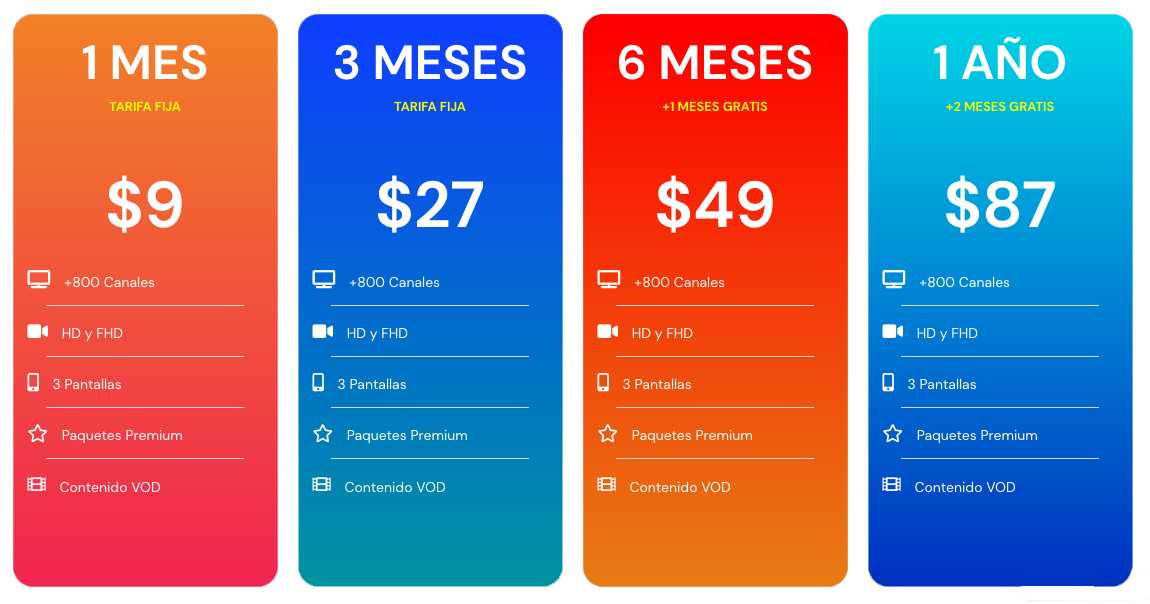 1 MES
TARIFA FIJA
$9
+800 Canales
HD y FHD
3 Pantallas
Paquetes Premium
Contenido VOD
3 MESES
TARIFA FIJA
$27
+800 Canales
HD y FHD
3 Pantallas
Paquetes Premium
Contenido VOD
6 MESES
+1 MESES GRATIS
$49
+800 Canales
HD y FHD
3 Pantallas
Paquetes Premium
Contenido VOD
1 AÑO
+2 MESES GRATIS
$87
+800 Canales
HD y FHD
3 Pantallas
Paquetes Premium
Contenido VOD